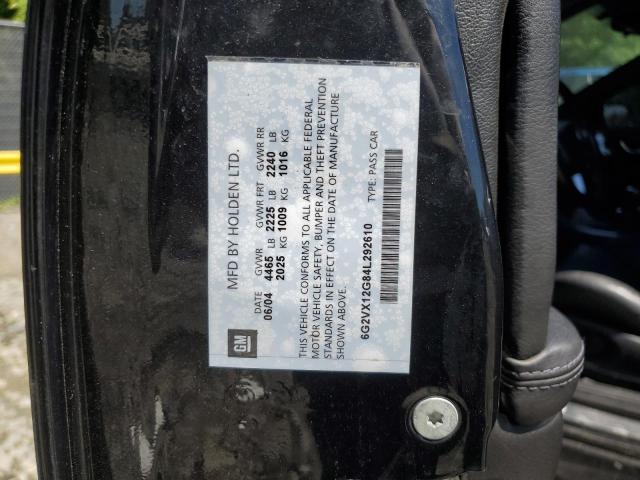 GM
MFD BY HOLDEN LTD.
DATE GVWR GVWR FRT GVWR RR
06/04 4465 LB 2225 LB 2240 LB
2025 KG 1009 KG 1016 KG
THIS VEHICLE CONFORMS TO ALL APPLICABLE FEDERAL
MOTOR VEHICLE SAFETY, BUMPER AND THEFT PREVENTION
STANDARDS IN EFFECT ON THE DATE OF MANUFACTURE
SHOWN ABOVE.
6G2VX12G84L292610 TYPE: PASS CAR